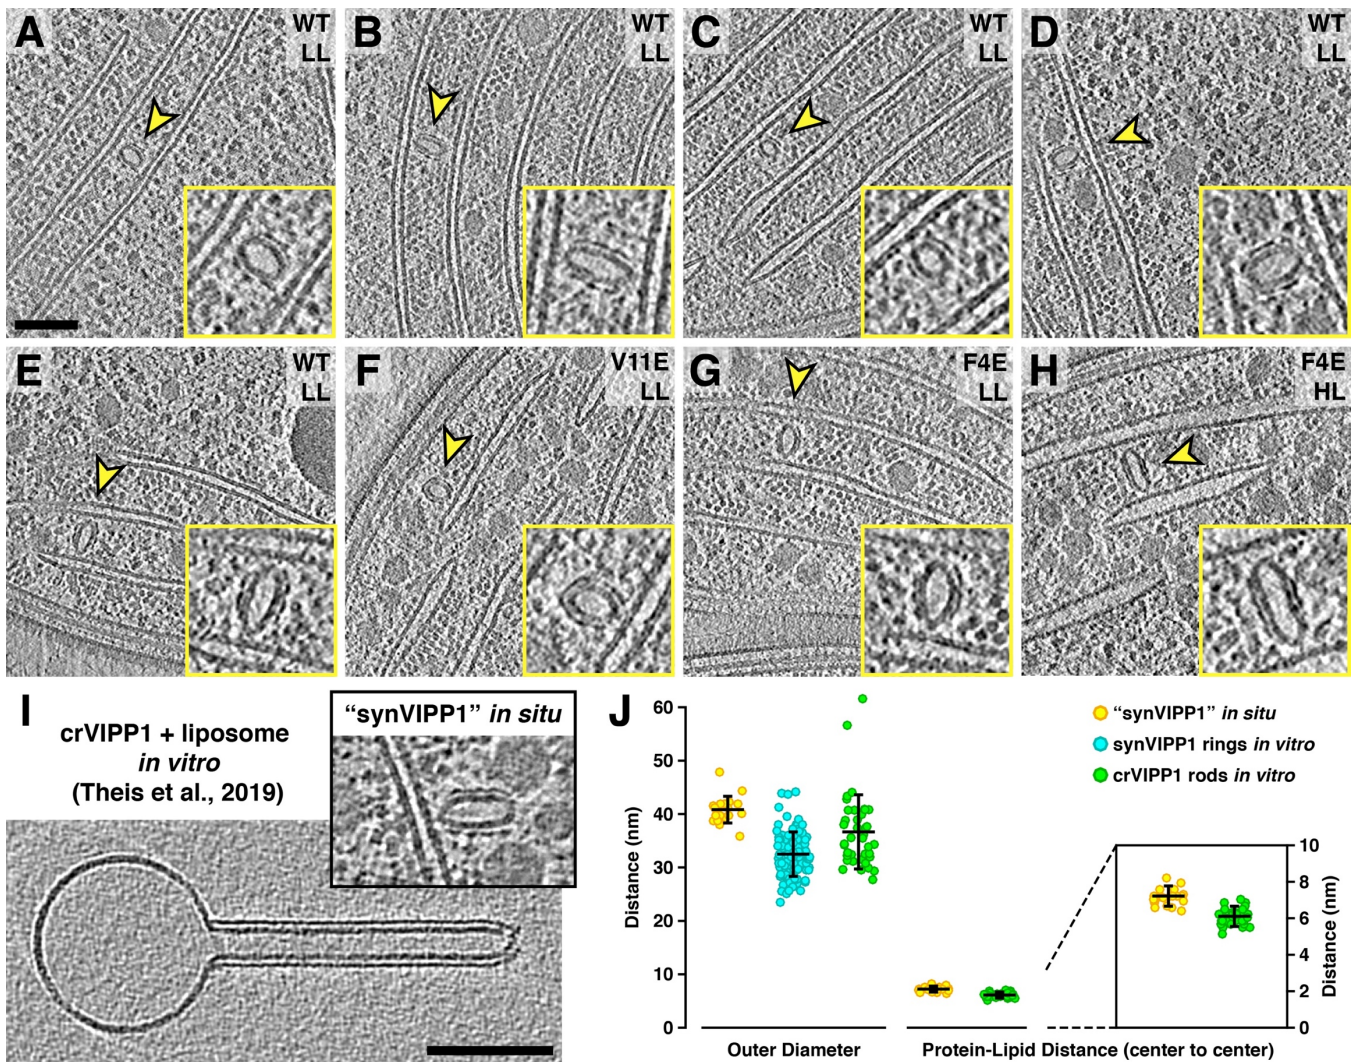 A
WT
LL
B
WT
LL
C
WT
LL
D
WT
LL
E
WT
LL
F
V11E
LL
G
F4E
LL
H
F4E
HL
I
crVIPP1 + liposome
in vitro
(Theis et al., 2019)
“synVIPP1” in situ
J
“synVIPP1” in situ
synVIPP1 rings in vitro
crVIPP1 rods in vitro
Distance (nm)
60
50
40
30
20
10
0
10
8
6
4
2
0
Distance (nm)
Outer Diameter
Protein-Lipid Distance (center to center)